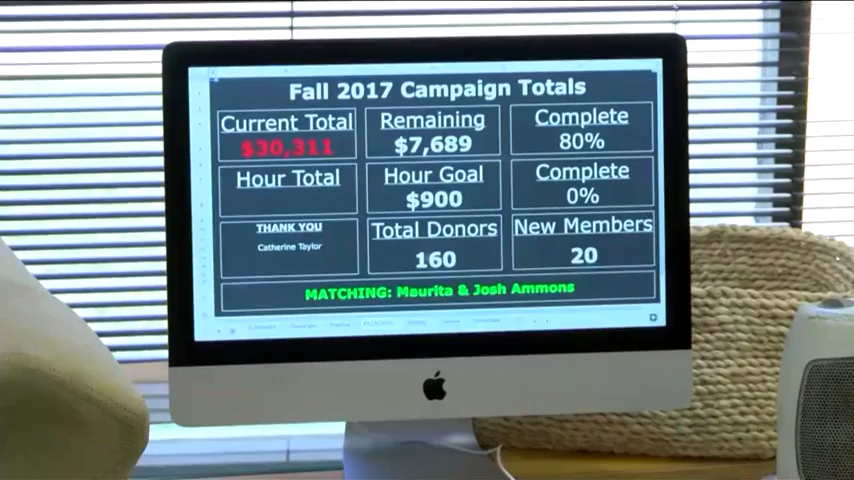 Fall 2017 Campaign Totals
Current Total
$30,311
Remaining
$7,689
Complete
80%
Hour Total
Hour Goal
$900
Complete
0%
THANK YOU
Catherine Taylor
Total Donors
160
New Members
20
MATCHING: Maurita & Josh Ammons